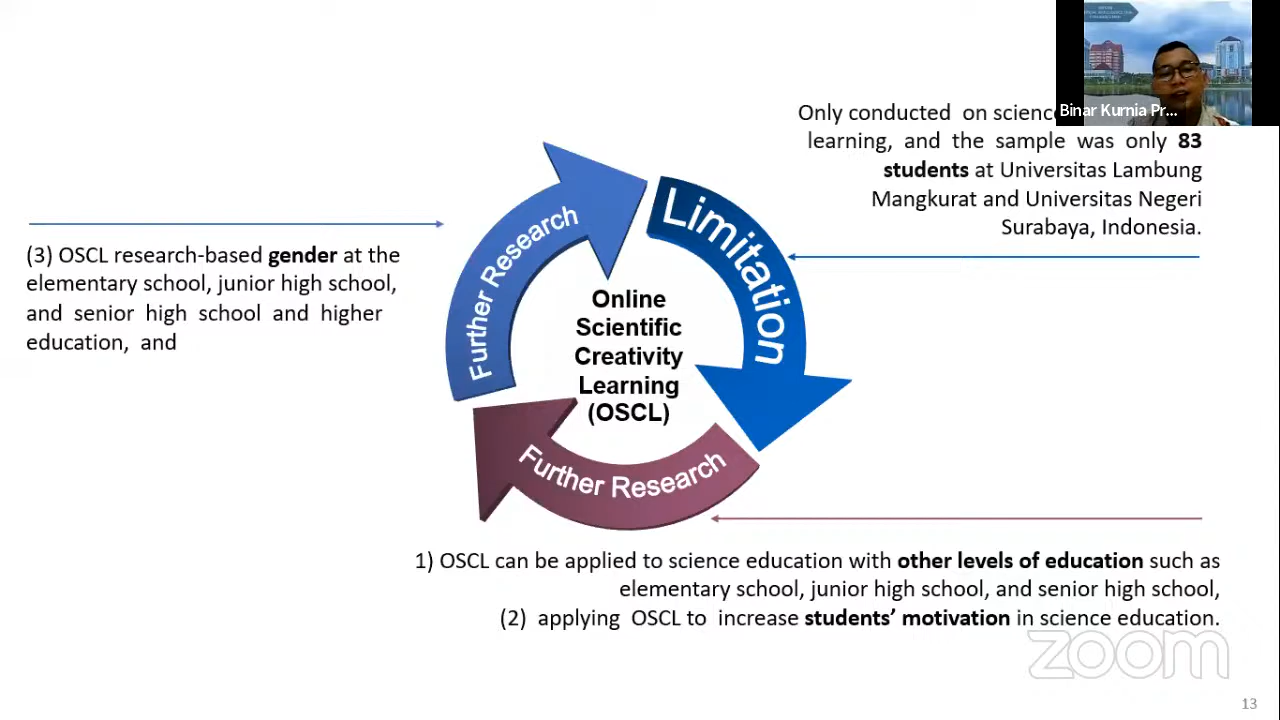 Binar Kurnia Pr...
Only conducted on scienc
learning, and the sample was only 83
students at Universitas Lambung
Mangkurat and Universitas Negeri
Surabaya, Indonesia.
Limitation
Further Research
(3) OSCL research-based gender at the
elementary school, junior high school,
and senior high school and higher
education, and
Online
Scientific
Creativity
Learning
(OSCL)
Further Research
1) OSCL can be applied to science education with other levels of education such as
elementary school, junior high school, and senior high school,
(2) applying OSCL to increase students’ motivation in science education.
zoom
13